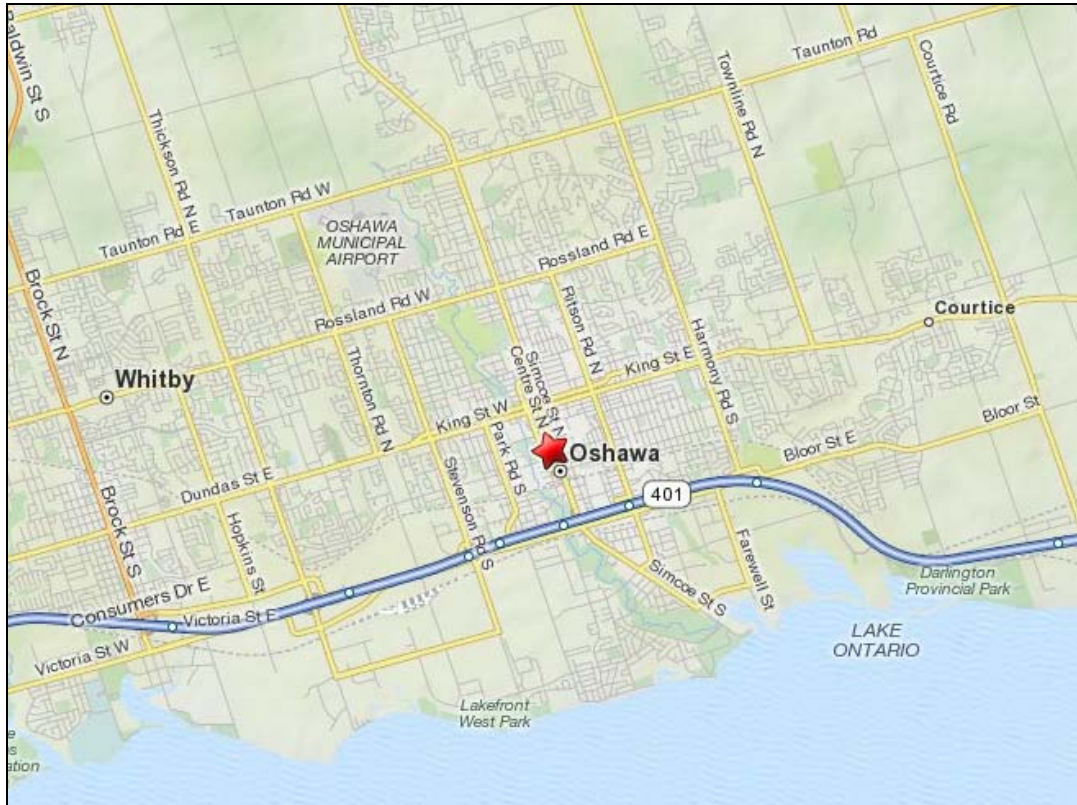 Baldwin St S
Thickson Rd N
Taunton Rd E
Taunton Rd W
Taunton Rd
Townline Rd N
Courtice Rd
OSHAWA
MUNICIPAL
AIRPORT
Rossland Rd E
Rossland Rd W
Brock St N
Thornton Rd N
Ritson Rd N
Simcoe St N
Centre St N
Harmony Rd S
Courtice
Whitby
King St E
King St W
Park Rd S
Oshawa
Bloor St
Bloor St E
Dundas St E
Stevenson Rd S
401
Brock St S
Hopkins St
Farewell St
Consumers Dr E
Victoria St E
Victoria St W
Simcoe St S
Darlington
Provincial Park
LAKE
ONTARIO
Lakefront
West Park